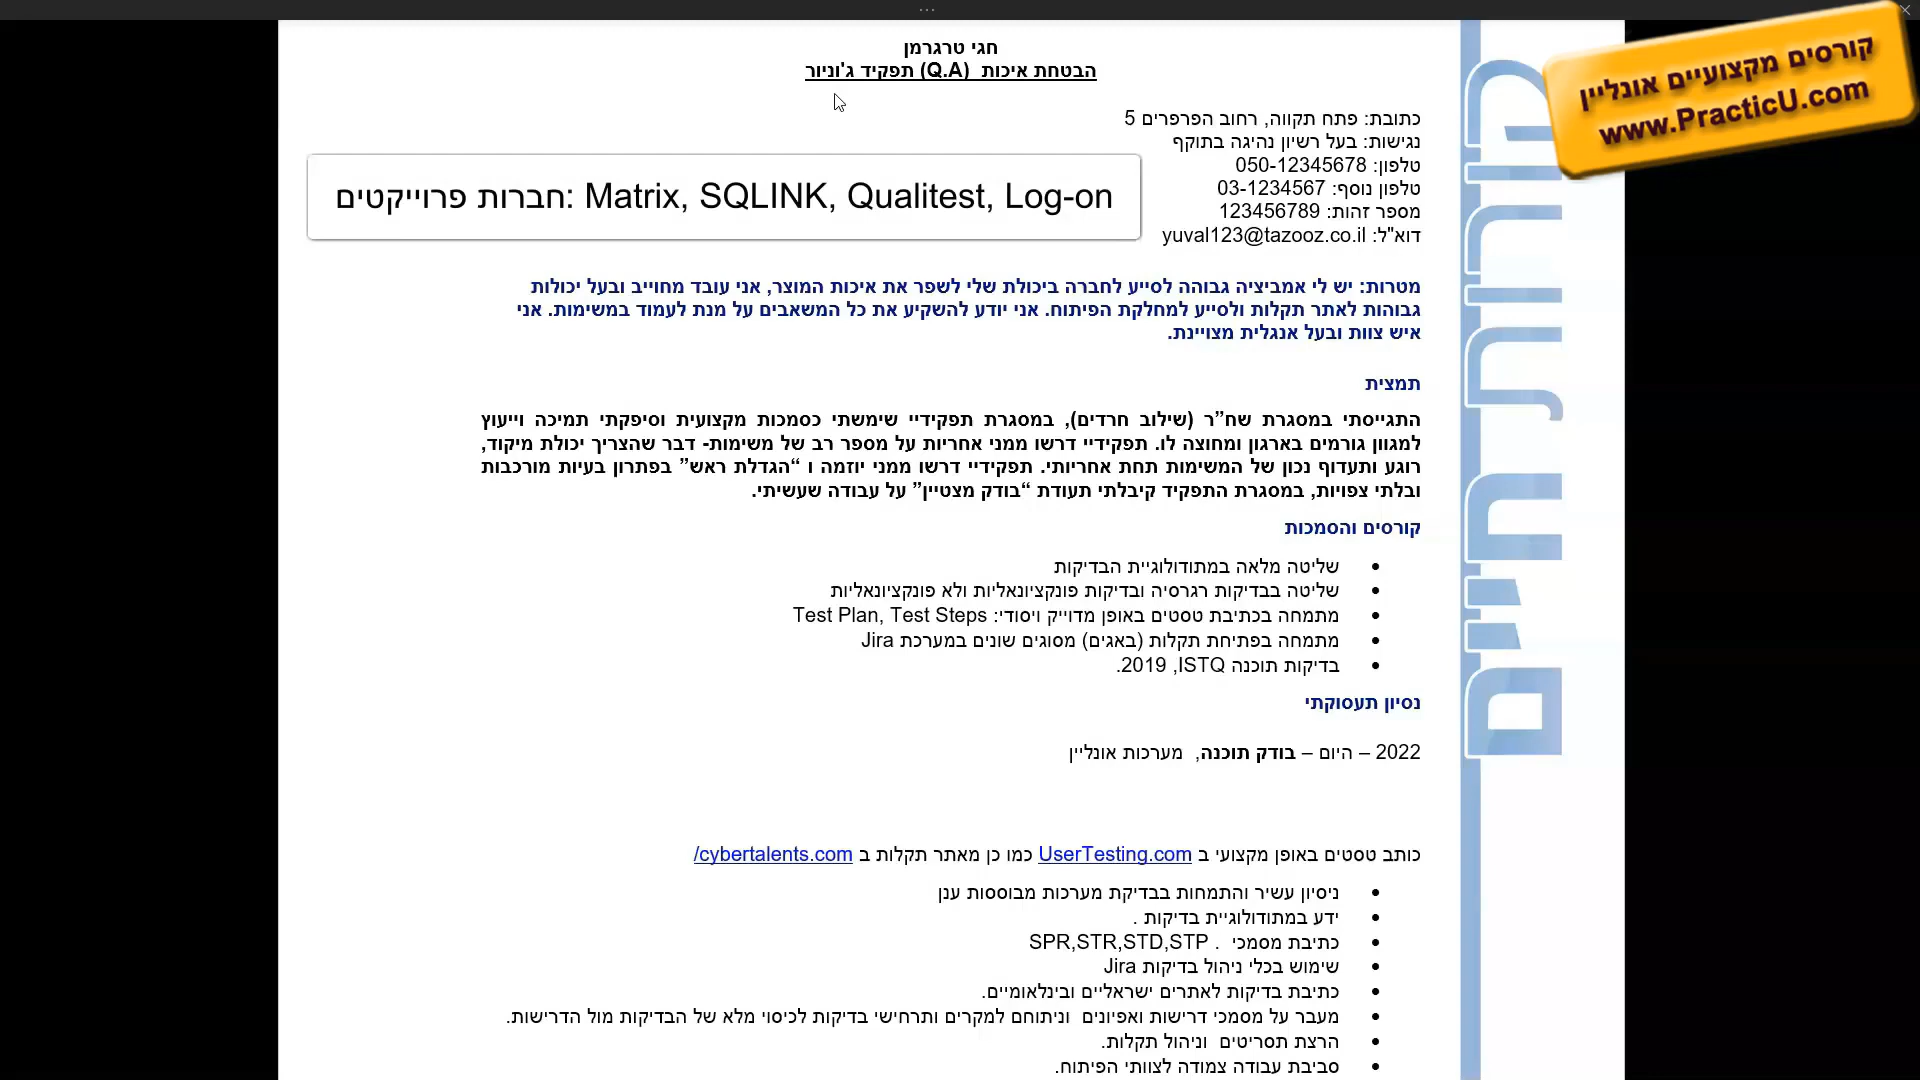 קורסים מקצועיים אונליין
www.PracticU.com
קורות חיים
חגי טרגרמן
הבטחת איכות (Q.A) תפקיד ג'וניור
כתובת: פתח תקווה, רחוב הפרפרים 5
נגישות: בעל רשיון נהיגה בתוקף
טלפון: 050-12345678
טלפון נוסף: 03-1234567
מספר זהות: 123456789
דוא"ל: yuval123@tazooz.co.il
חברות פרוייקטים: Matrix, SQLINK, Qualitest, Log-on
מטרות: יש לי אמביציה גבוהה לסייע לחברה ביכולת שלי לשפר את איכות המוצר, אני עובד מחוייב ובעל יכולות
גבוהות לאתר תקלות ולסייע למחלקת הפיתוח. אני יודע להשקיע את כל המשאבים על מנת לעמוד במשימות. אני
איש צוות ובעל אנגלית מצויינת.
תמצית
התגייסתי במסגרת שח”ר (שילוב חרדים), במסגרת תפקידיי שימשתי כסמכות מקצועית וסיפקתי תמיכה וייעוץ
למגוון גורמים בארגון ומחוצה לו. תפקידיי דרשו ממני אחריות על מספר רב של משימות- דבר שהצריך יכולת מיקוד,
רוגע ותעדוף נכון של המשימות תחת אחריותי. תפקידיי דרשו ממני יוזמה ו “הגדלת ראש” בפתרון בעיות מורכבות
ובלתי צפויות, במסגרת התפקיד קיבלתי תעודת “בודק מצטיין” על עבודה שעשיתי.
קורסים והסמכות
• שליטה מלאה במתודולוגיית הבדיקות
• שליטה בבדיקות רגרסיה ובדיקות פונקציונאליות ולא פונקציונאליות
• מתמחה בכתיבת טסטים באופן מדוייק ויסודי: Test Plan, Test Steps
• מתמחה בפתיחת תקלות (באגים) מסוגים שונים במערכת Jira
• בדיקות תוכנה ISTQ, 2019.
נסיון תעסוקתי
2022 – היום – בודק תוכנה, מערכות אונליין
כותב טסטים באופן מקצועי ב UserTesting.com כמו כן מאתר תקלות ב cybertalents.com/
• ניסיון עשיר והתמחות בבדיקת מערכות מבוססות ענן
• ידע במתודולוגיית בדיקות .
• כתיבת מסמכי . SPR,STR,STD,STP
• שימוש בכלי ניהול בדיקות Jira
• כתיבת בדיקות לאתרים ישראליים ובינלאומיים.
• מעבר על מסמכי דרישות ואפיונים וניתוחם למקרים ותרחישי בדיקות לכיסוי מלא של הבדיקות מול הדרישות.
• הרצת תסריטים וניהול תקלות.
• סביבת עבודה צמודה לצוותי הפיתוח.